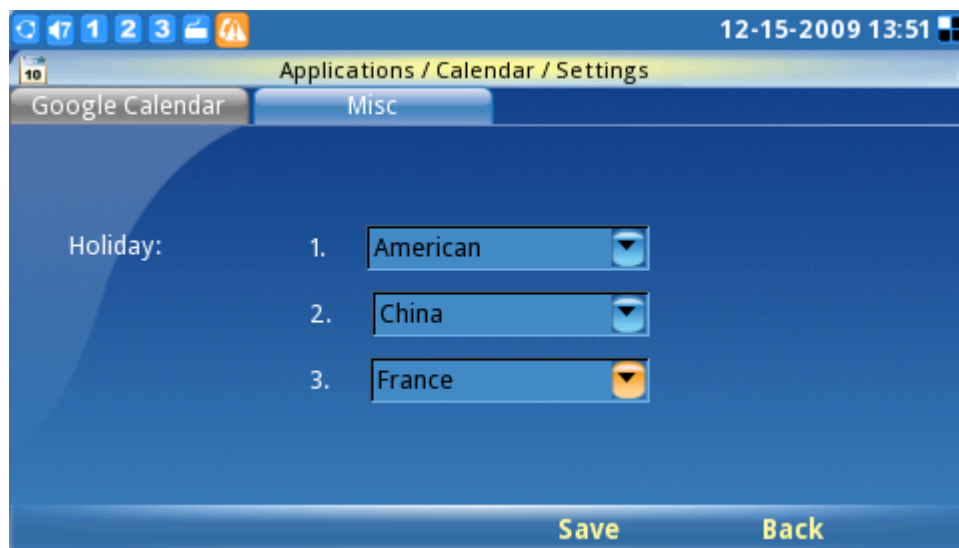 7 1 2 3 12-15-2009 13:51
10 Applications / Calendar / Settings
Google Calendar Misc
Holiday: 1. American
2. China
3. France
Save Back